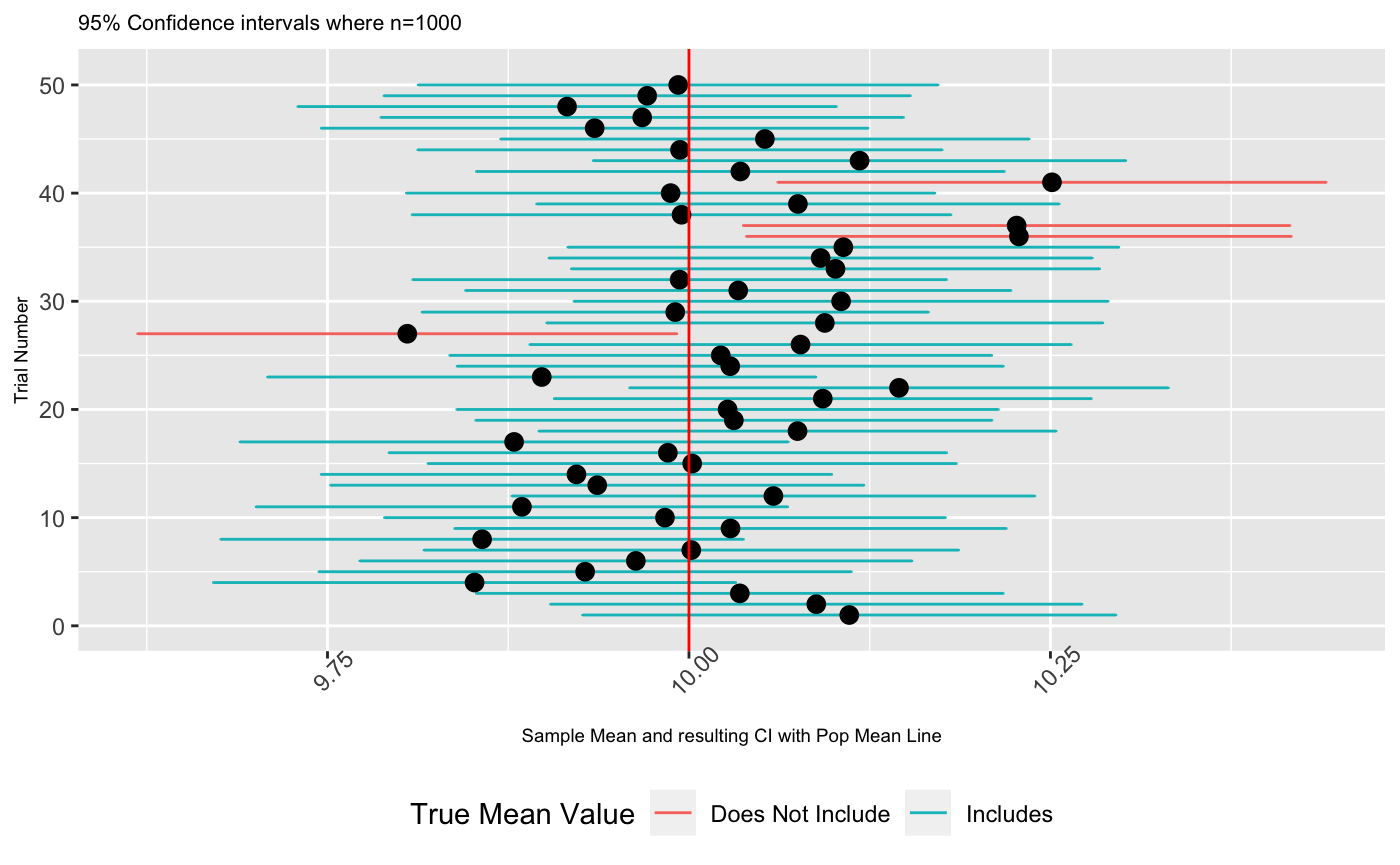 95% Confidence intervals where n=1000
50
40
30
20
10
0
Trial Number
9.75
10.00
10.25
Sample Mean and resulting CI with Pop Mean Line
True Mean Value Does Not Include Includes